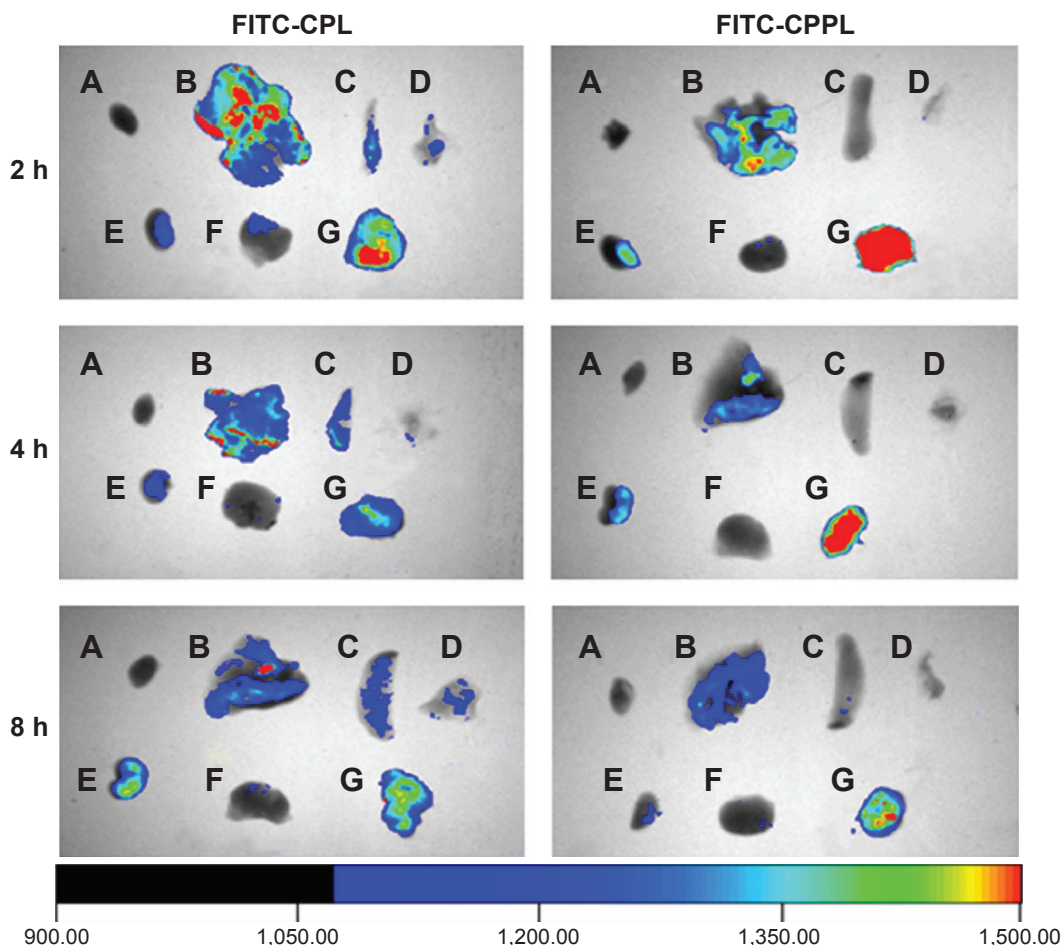 FITC-CPL FITC-CPPL
A B C D A B C D
2 h
E F G E F G
A B C D A B C D
4 h
E F G E F G
A B C D A B C D
8 h
E F G E F G
900.00 1,050.00 1,200.00 1,350.00 1,500.00